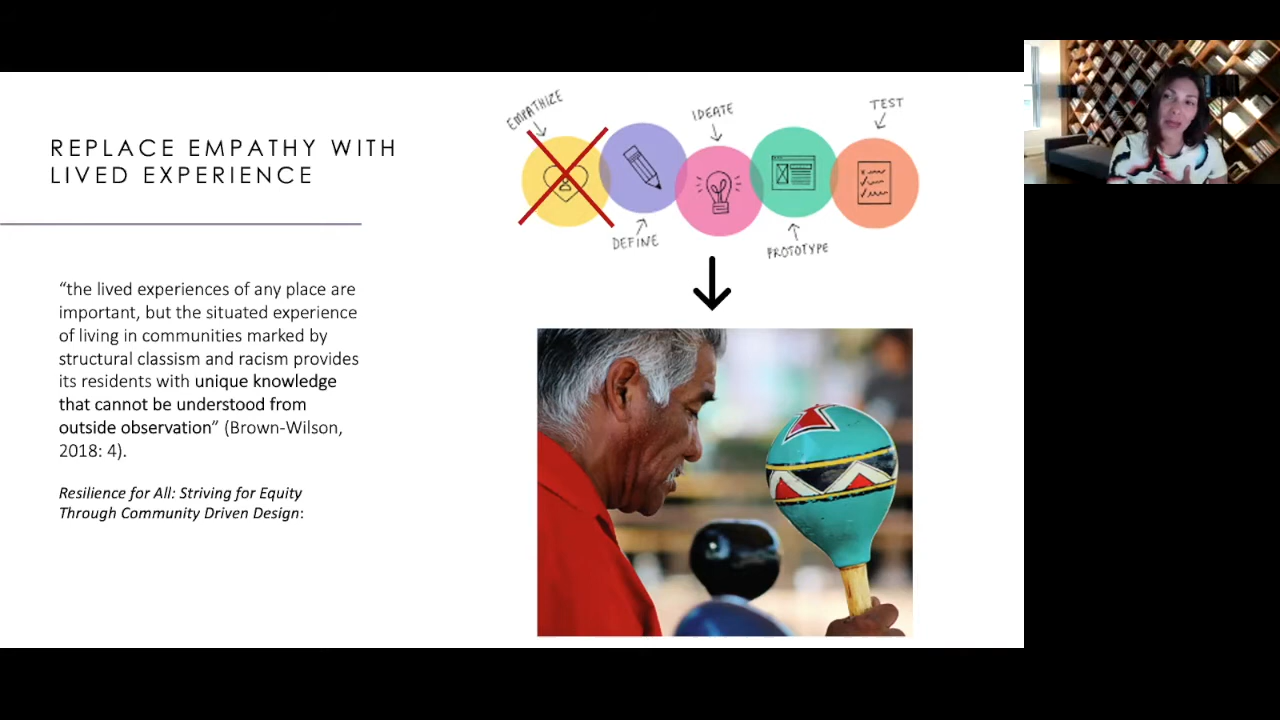 REPLACE EMPATHY WITH
LIVED EXPERIENCE
“the lived experiences of any place are
important, but the situated experience
of living in communities marked by
structural classism and racism provides
its residents with unique knowledge
that cannot be understood from
outside observation” (Brown-Wilson,
2018: 4).
Resilience for All: Striving for Equity
Through Community Driven Design:
EMPATHIZE
DEFINE
IDEATE
PROTOTYPE
TEST